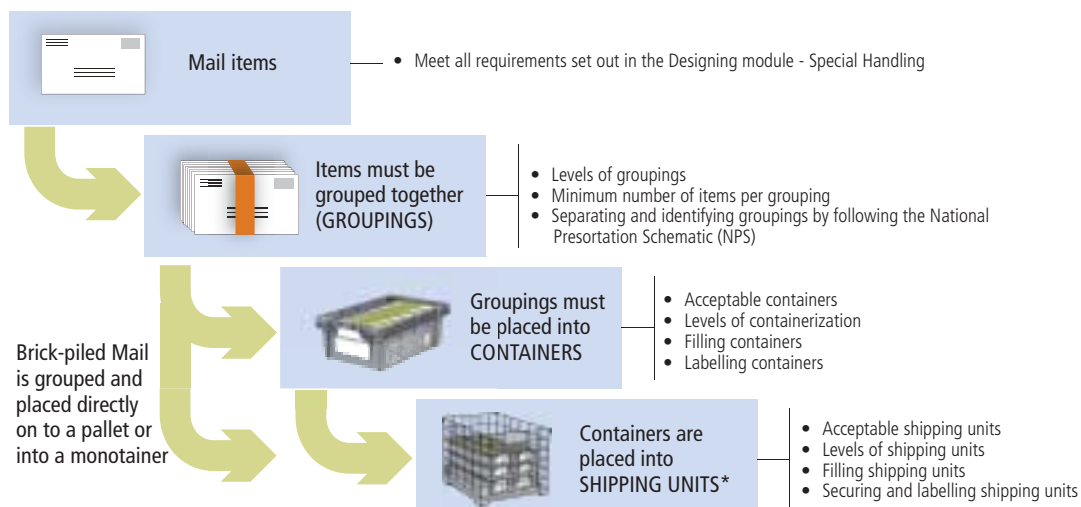 Mail items
• Meet all requirements set out in the Designing module - Special Handling
Items must be
grouped together
(GROUPINGS)
• Levels of groupings
• Minimum number of items per grouping
• Separating and identifying groupings by following the National
Presortation Schematic (NPS)
Groupings must
be placed into
CONTAINERS
• Acceptable containers
• Levels of containerization
• Filling containers
• Labelling containers
Brick-piled Mail
is grouped and
placed directly
on to a pallet or
into a monotainer
Containers are
placed into
SHIPPING UNITS*
• Acceptable shipping units
• Levels of shipping units
• Filling shipping units
• Securing and labelling shipping units